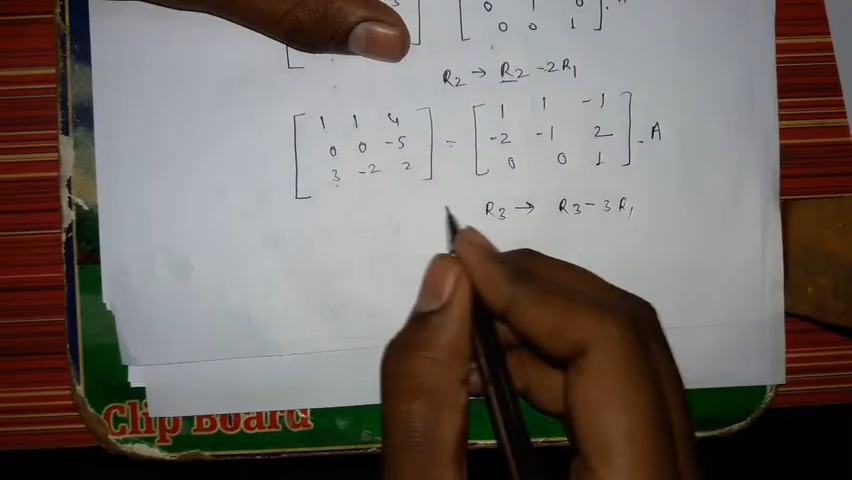 3 0 1 0 . A
0 0 1
R2 → R2 - 2R1
[ 1 1 4 ] = [ 1 1 -1 ] . A
[ 0 0 -5 ] [ -2 -1 2 ]
[ 3 -2 2 ] [ 0 0 1 ]
R3 → R3 - 3R1
Clip Board